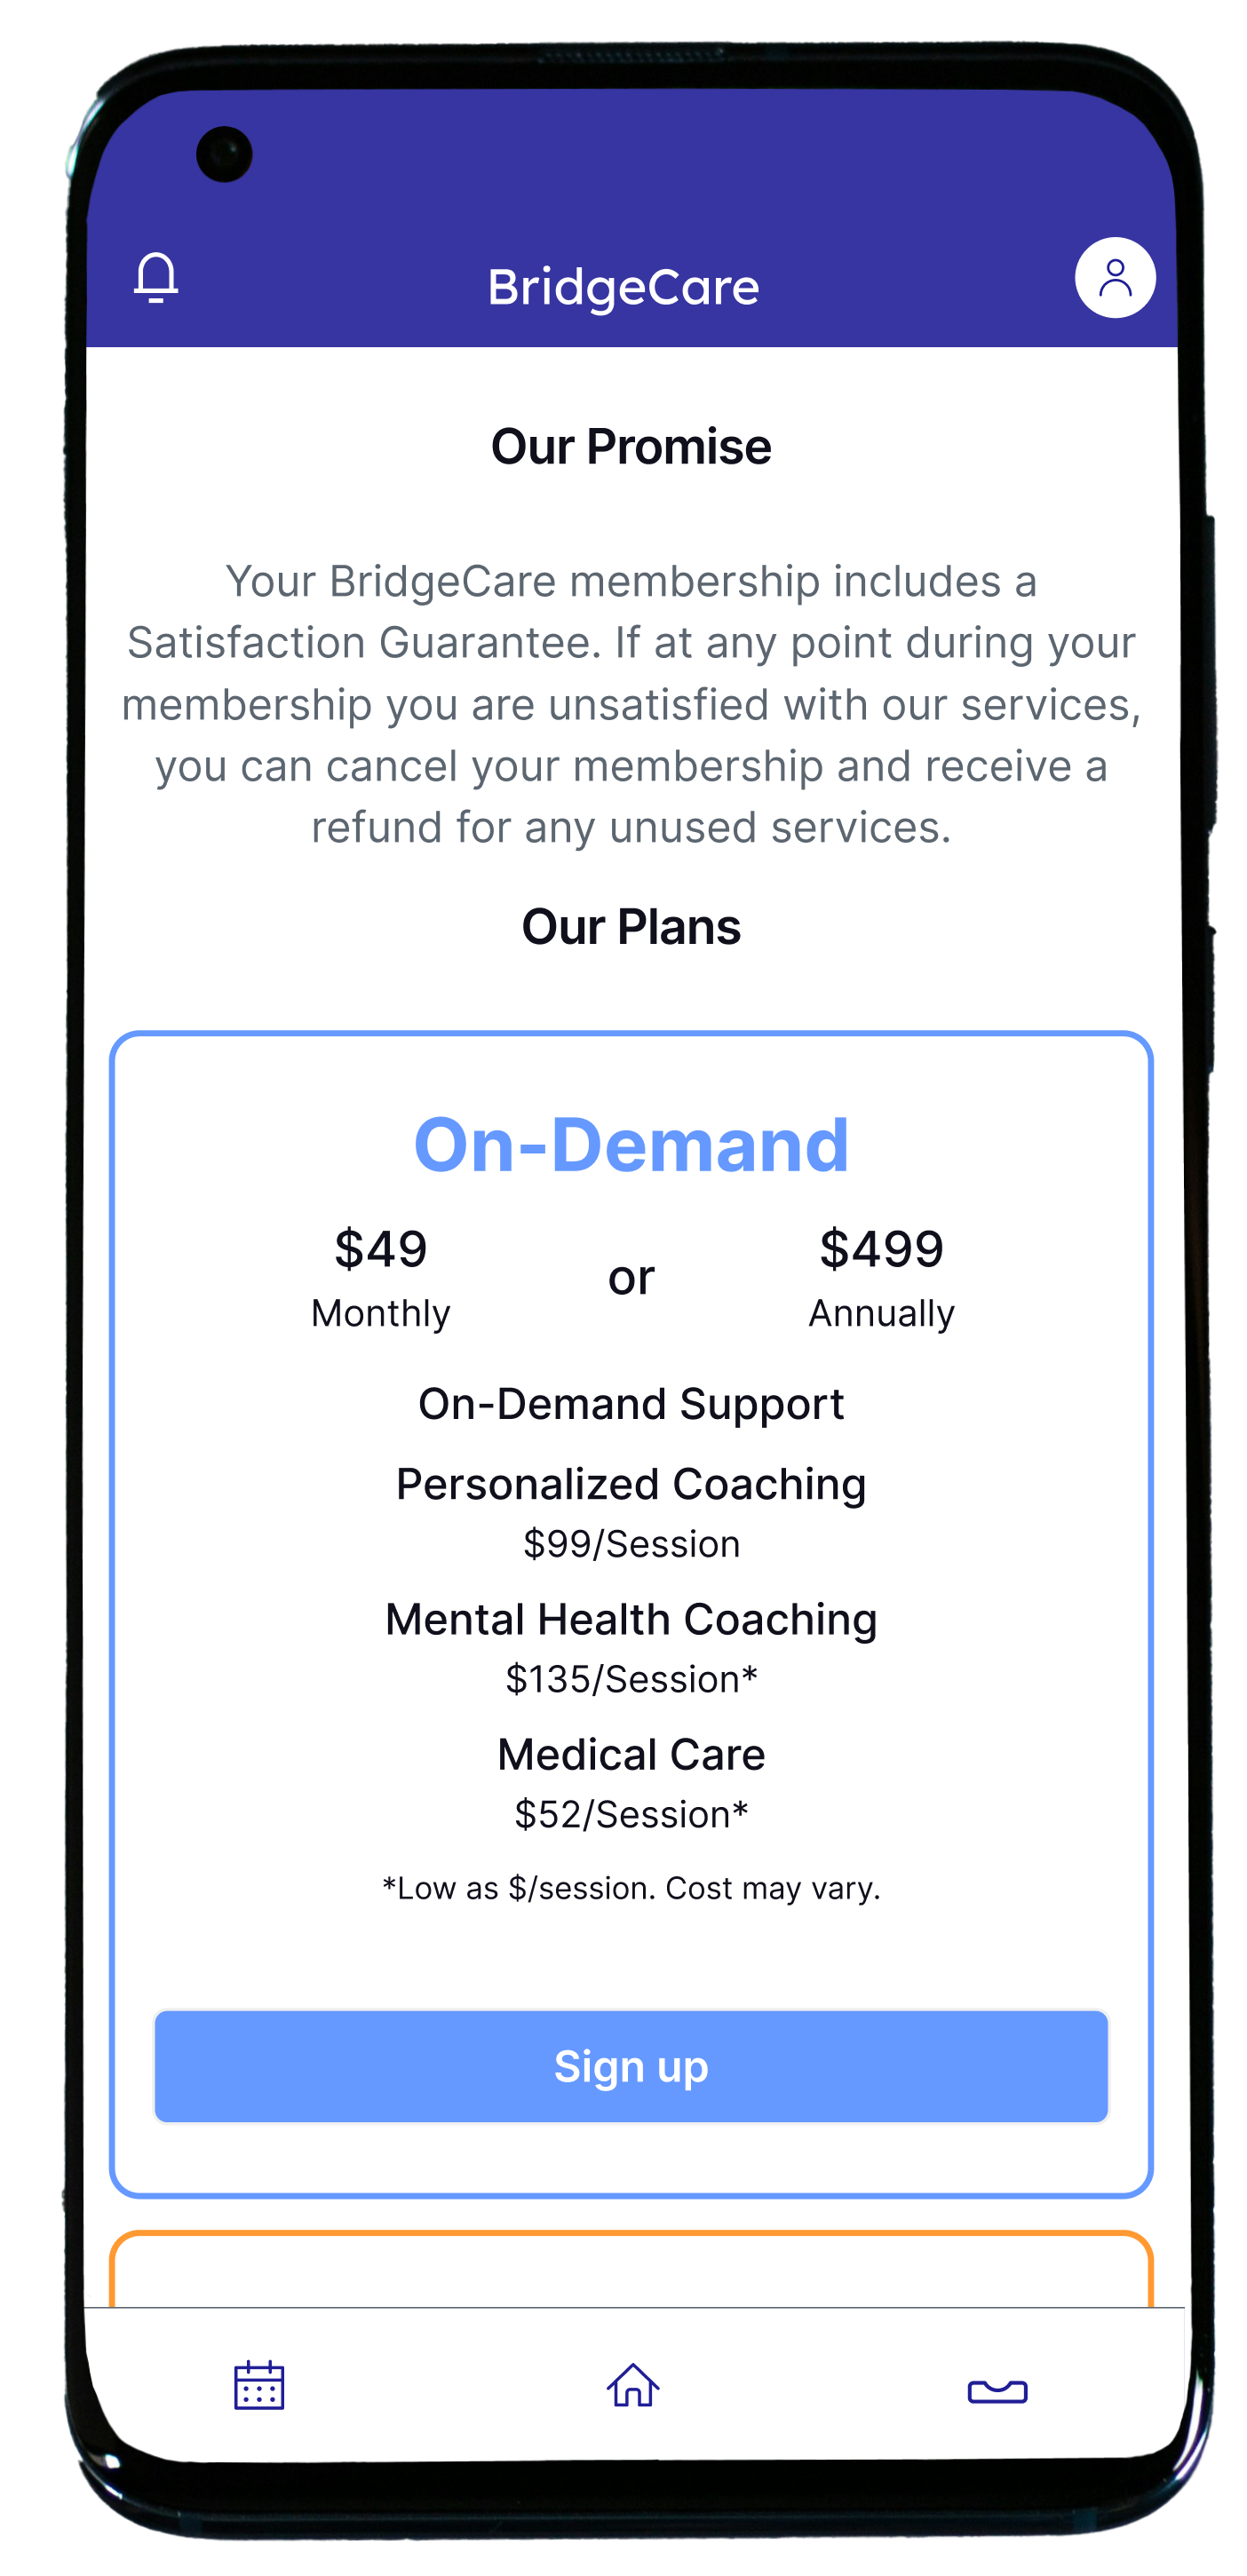 BridgeCare
Our Promise
Your BridgeCare membership includes a
Satisfaction Guarantee. If at any point during your
membership you are unsatisfied with our services,
you can cancel your membership and receive a
refund for any unused services.
Our Plans
On-Demand
$49 or $499
Monthly Annually
On-Demand Support
Personalized Coaching
$99/Session
Mental Health Coaching
$135/Session*
Medical Care
$52/Session*
*Low as $/session. Cost may vary.
Sign up